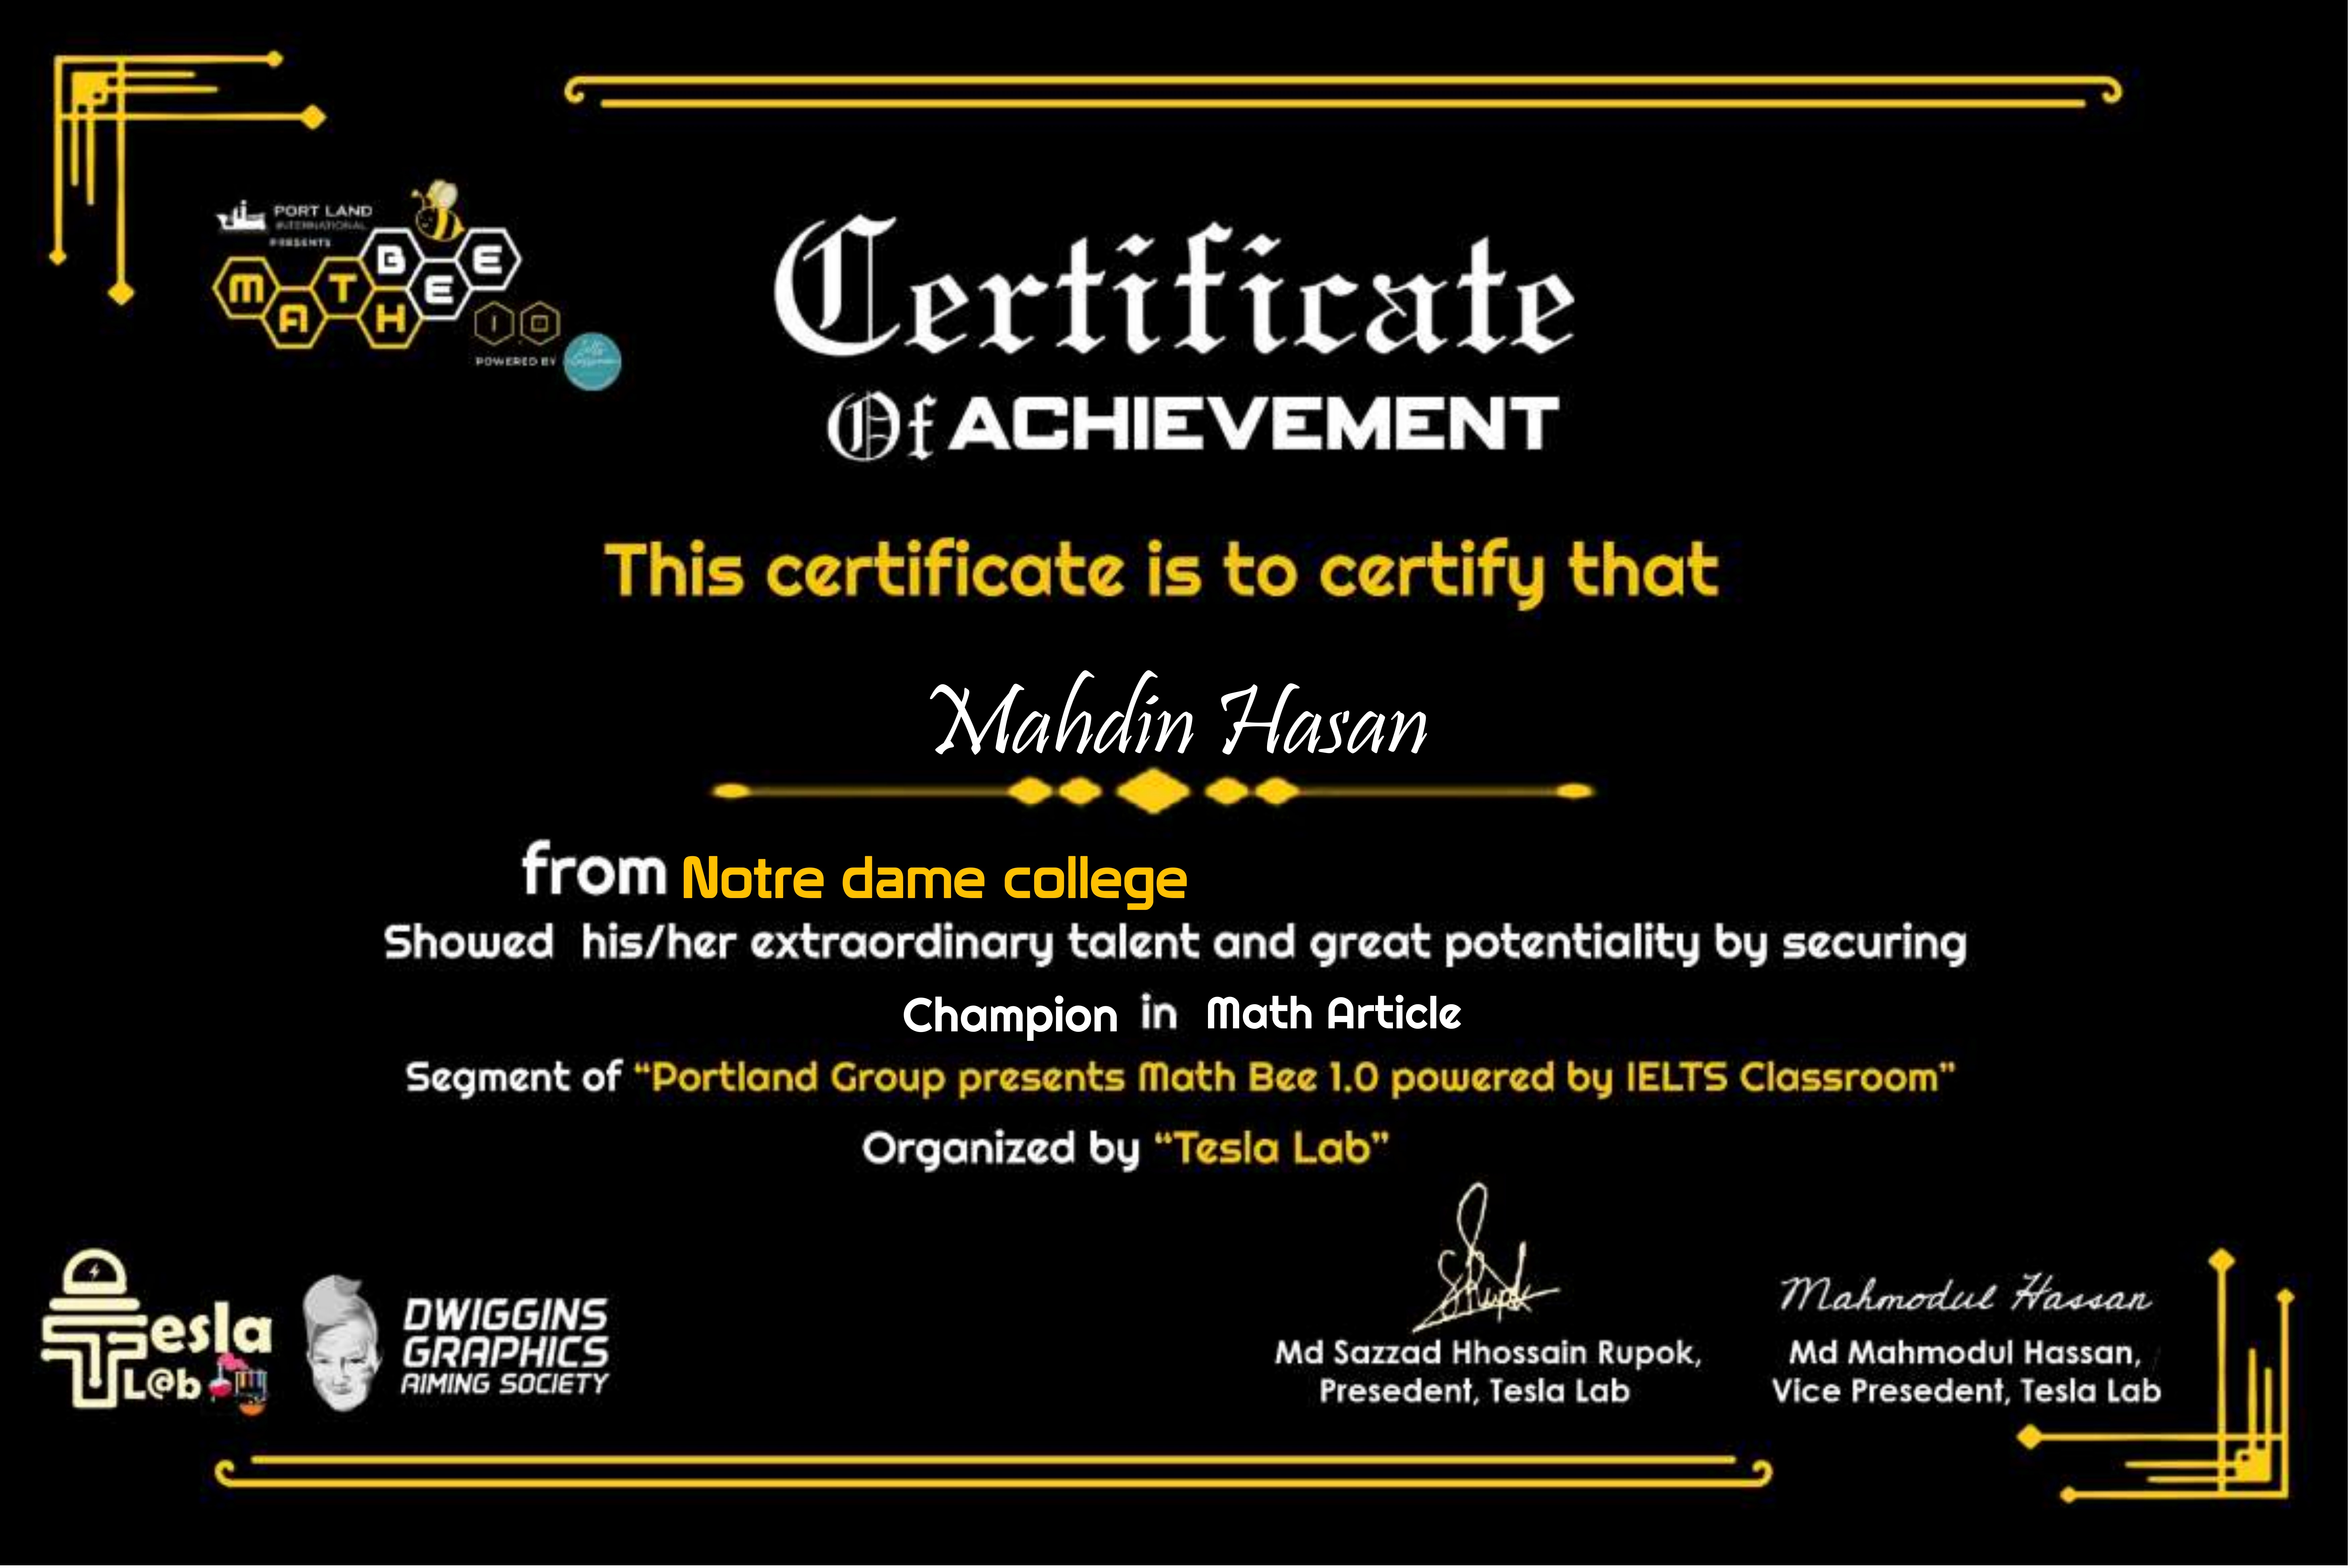 PORT LAND
INTERNATIONAL
PRESENTS
MATH BEE
1.0
POWERED BY
Certificate
Of ACHIEVEMENT
This certificate is to certify that
Mahdin Hasan
from Notre dame college
Showed his/her extraordinary talent and great potentiality by securing
Champion in Math Article
Segment of “Portland Group presents Math Bee 1.0 powered by IELTS Classroom”
Organized by “Tesla Lab”
Tesla
L@b
DWIGGINS
GRAPHICS
AIMING SOCIETY
Md Sazzad Hhossain Rupok,
Presedent, Tesla Lab
Mahmodul Hassan
Md Mahmodul Hassan,
Vice Presedent, Tesla Lab